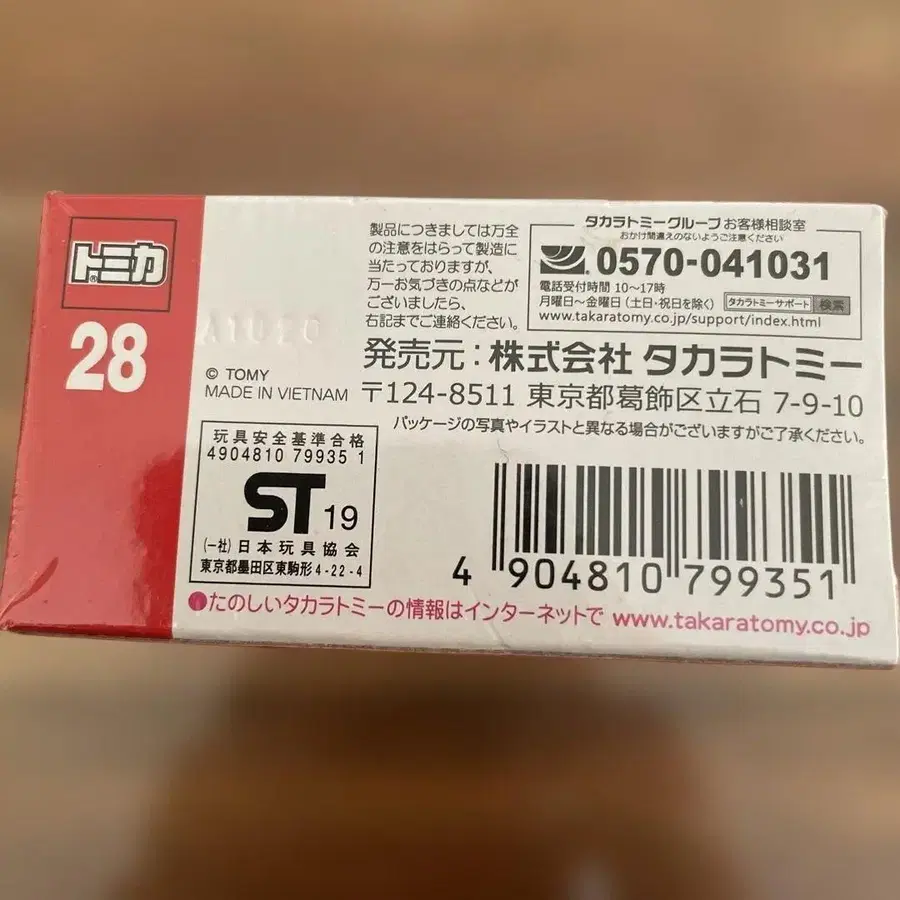 トミカ
®
28
A1020
© TOMY
MADE IN VIETNAM
製品につきましては万全
の注意をはらって製造に
当たっておりますが、
万一お気づきの点などが
ございましたら、
右記までご連絡ください。
タカラトミーグループお客様相談室
おかけ間違えのないようご注意ください
0570-041031
電話受付時間 10〜17時
月曜日〜金曜日（土日・祝日を除く） タカラトミーサポート 検索
www.takaratomy.co.jp/support/index.html
発売元：株式会社 タカラトミー
〒124-8511 東京都葛飾区立石 7-9-10
パッケージの写真やイラストと異なる場合がございますがご了承ください。
玩具安全基準合格
4904810 79935 1
ST 19
(一社) 日本玩具協会
東京都墨田区東駒形 4-22-4
4 904810 799351
たのしいタカラトミーの情報はインターネットで www.takaratomy.co.jp